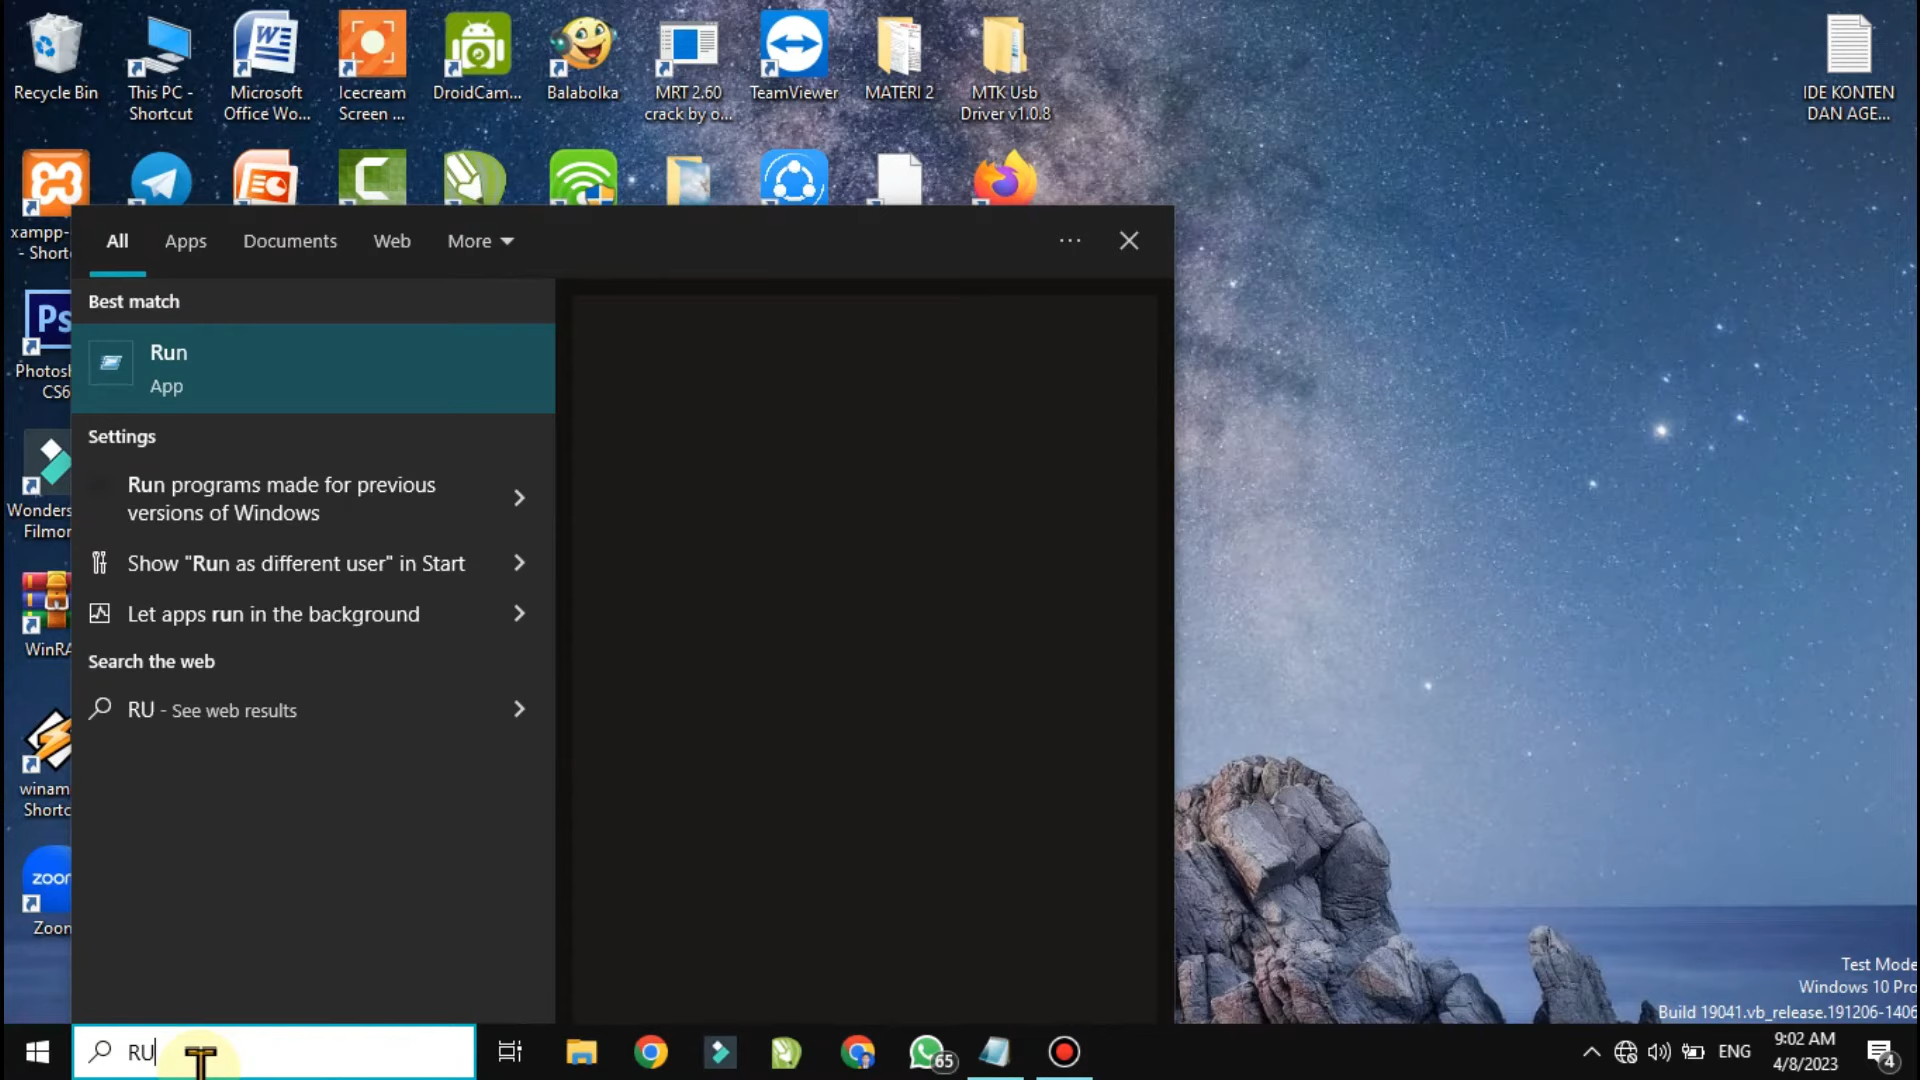 Recycle Bin
This PC -
Shortcut
Microsoft
Office Wo...
Icecream
Screen ...
DroidCam...
Balabolka
MRT 2.60
crack by o...
TeamViewer
MATERI 2
MTK Usb
Driver v1.0.8
IDE KONTEN
DAN AGE...
xampp-
- Short
Ps
Photosh
CS6
Wonders
Filmor
WinRA
winam
Shortc
zoom
Zoom
All
Apps
Documents
Web
More
Best match
Run
App
Settings
Run programs made for previous
versions of Windows
Show "Run as different user" in Start
Let apps run in the background
Search the web
RU - See web results
Test Mode
Windows 10 Pro
Build 19041.vb_release.191206-1406
RU
65
ENG
9:02 AM
4/8/2023
4